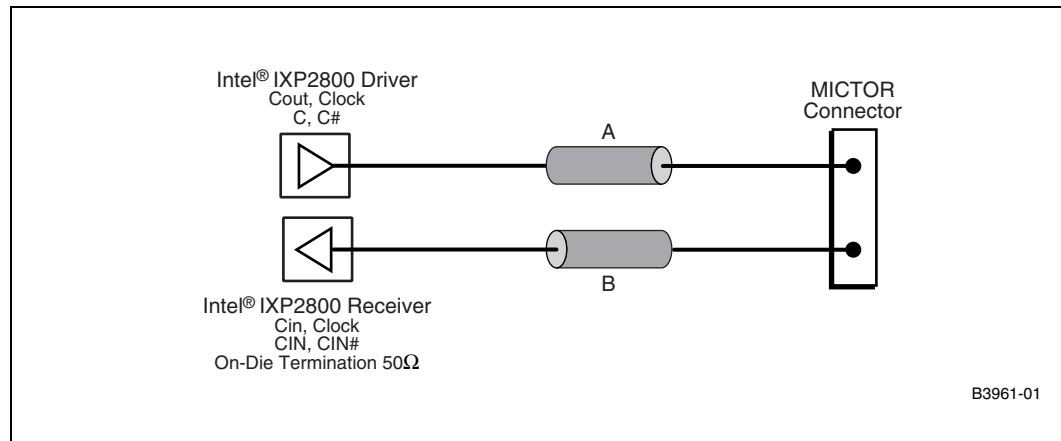 Intel® IXP2800 Driver
Cout, Clock
C, C#
A
MICTOR
Connector
B
Intel® IXP2800 Receiver
Cin, Clock
CIN, CIN#
On-Die Termination 50Ω
B3961-01